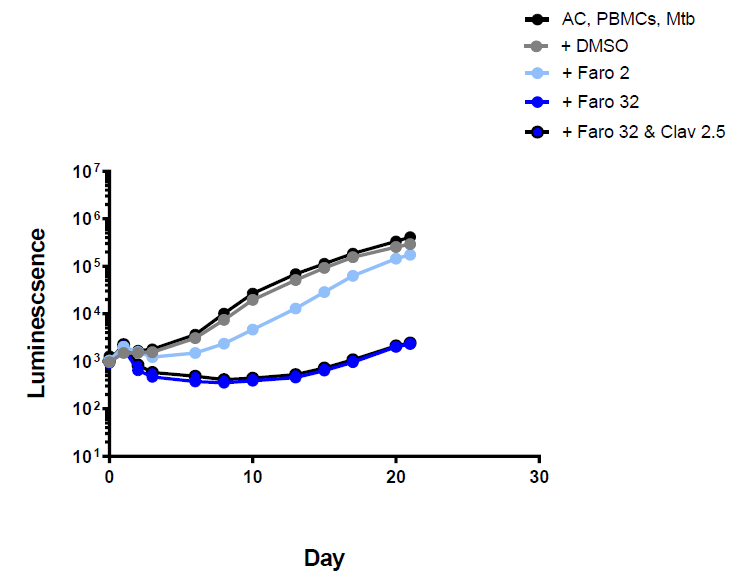 AC, PBMCs, Mtb
+ DMSO
+ Faro 2
+ Faro 32
+ Faro 32 & Clav 2.5
10⁷
10⁶
10⁵
10⁴
10³
10²
10¹
Luminescsence
0 10 20 30
Day